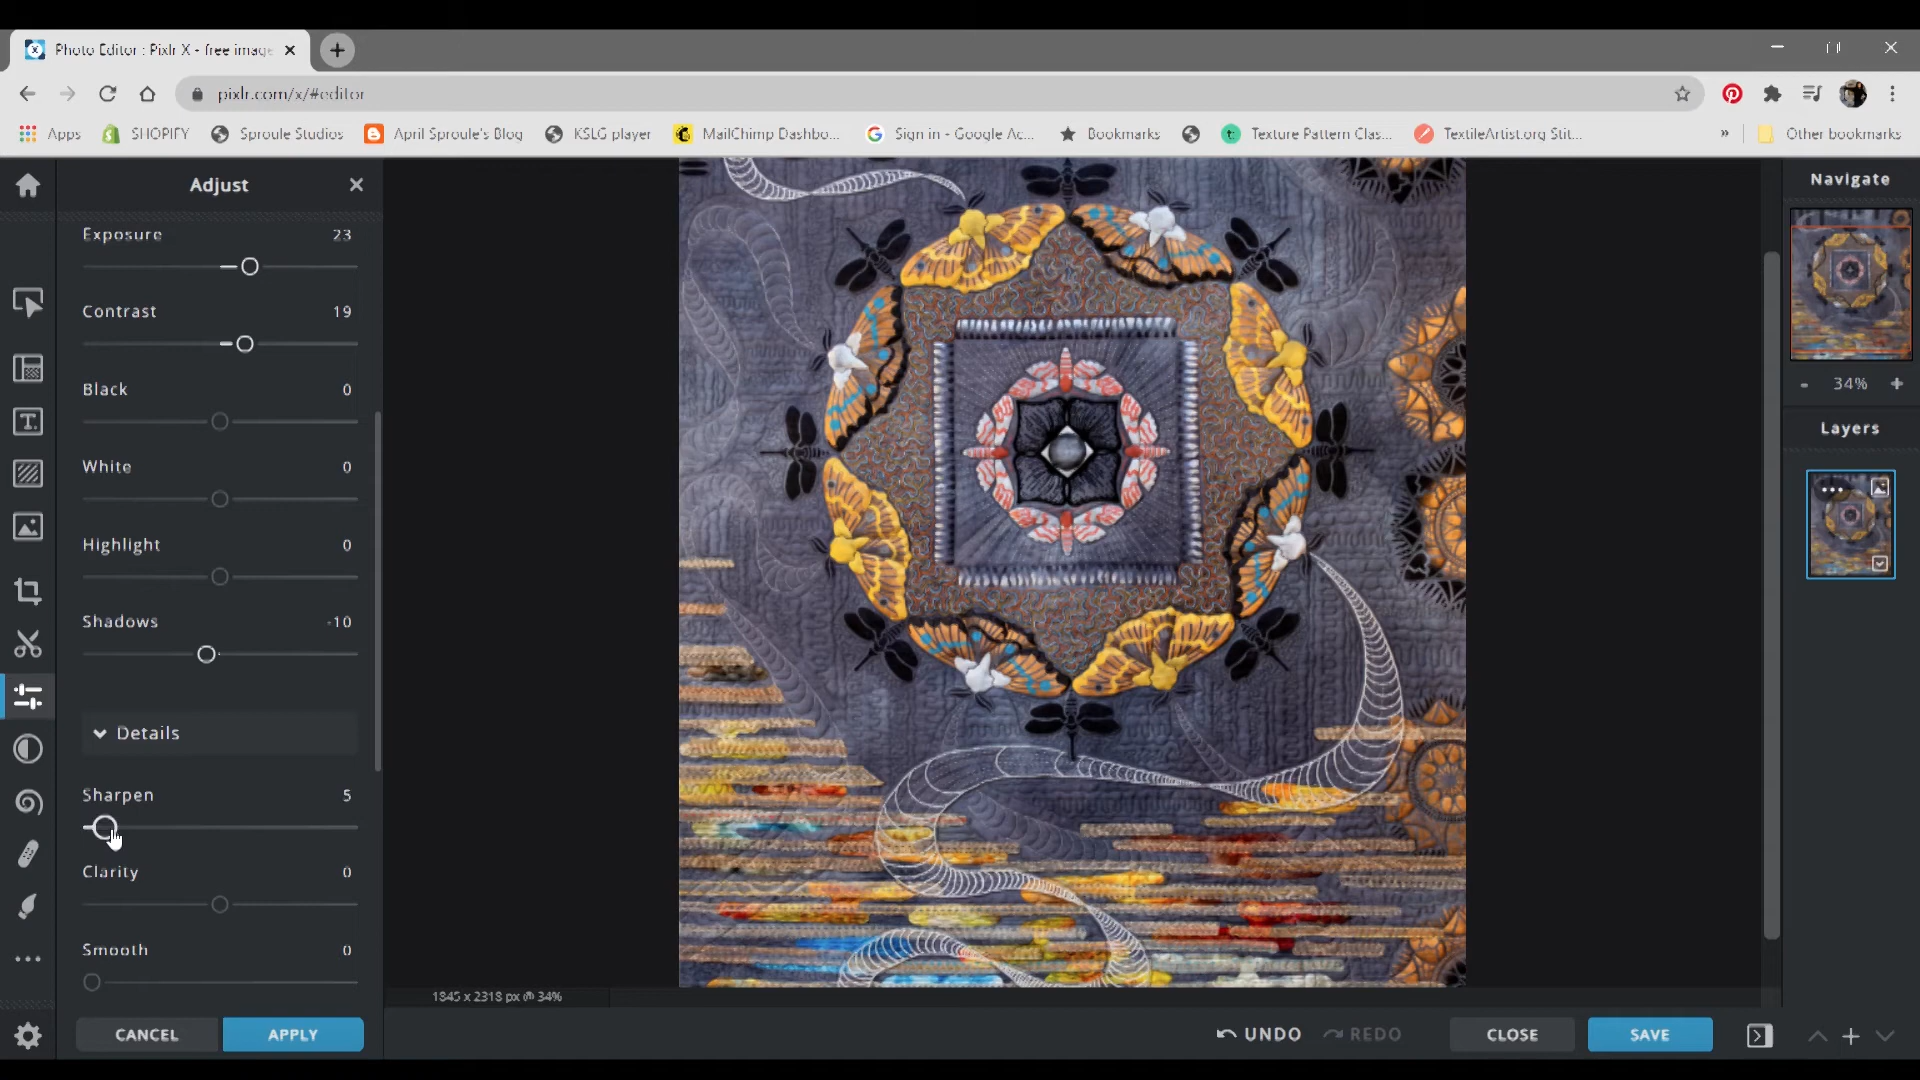 Photo Editor : Pixlr X - free image
pixlr.com/x/#editor
Apps SHOPIFY Sproule Studios April Sproule's Blog KSLG player MailChimp Dashbo... Sign in - Google Ac... Bookmarks Texture Pattern Clas... TextileArtist.org Stit... » Other bookmarks
Adjust
Exposure 23
Contrast 19
Black 0
White 0
Highlight 0
Shadows -10
Details
Sharpen 5
Clarity 0
Smooth 0
CANCEL APPLY
1845 x 2318 px @ 34%
UNDO REDO CLOSE SAVE
Navigate
- 34% +
Layers